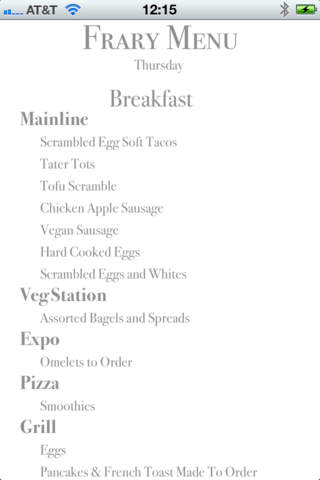 AT&T 12:15
FRARY MENU
Thursday
Breakfast
Mainline
Scrambled Egg Soft Tacos
Tater Tots
Tofu Scramble
Chicken Apple Sausage
Vegan Sausage
Hard Cooked Eggs
Scrambled Eggs and Whites
VegStation
Assorted Bagels and Spreads
Expo
Omelets to Order
Pizza
Smoothies
Grill
Eggs
Pancakes & French Toast Made To Order